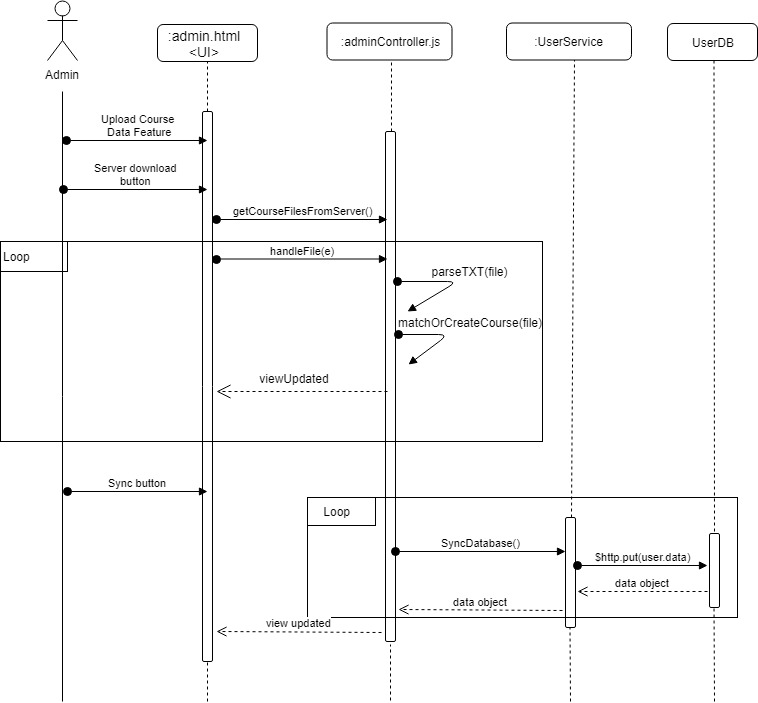 :admin.html
<UI>
:adminController.js
:UserService
UserDB
Admin
Upload Course
Data Feature
Server download
button
getCourseFilesFromServer()
Loop
handleFile(e)
parseTXT(file)
matchOrCreateCourse(file)
viewUpdated
Sync button
Loop
SyncDatabase()
$http.put(user.data)
data object
data object
view updated